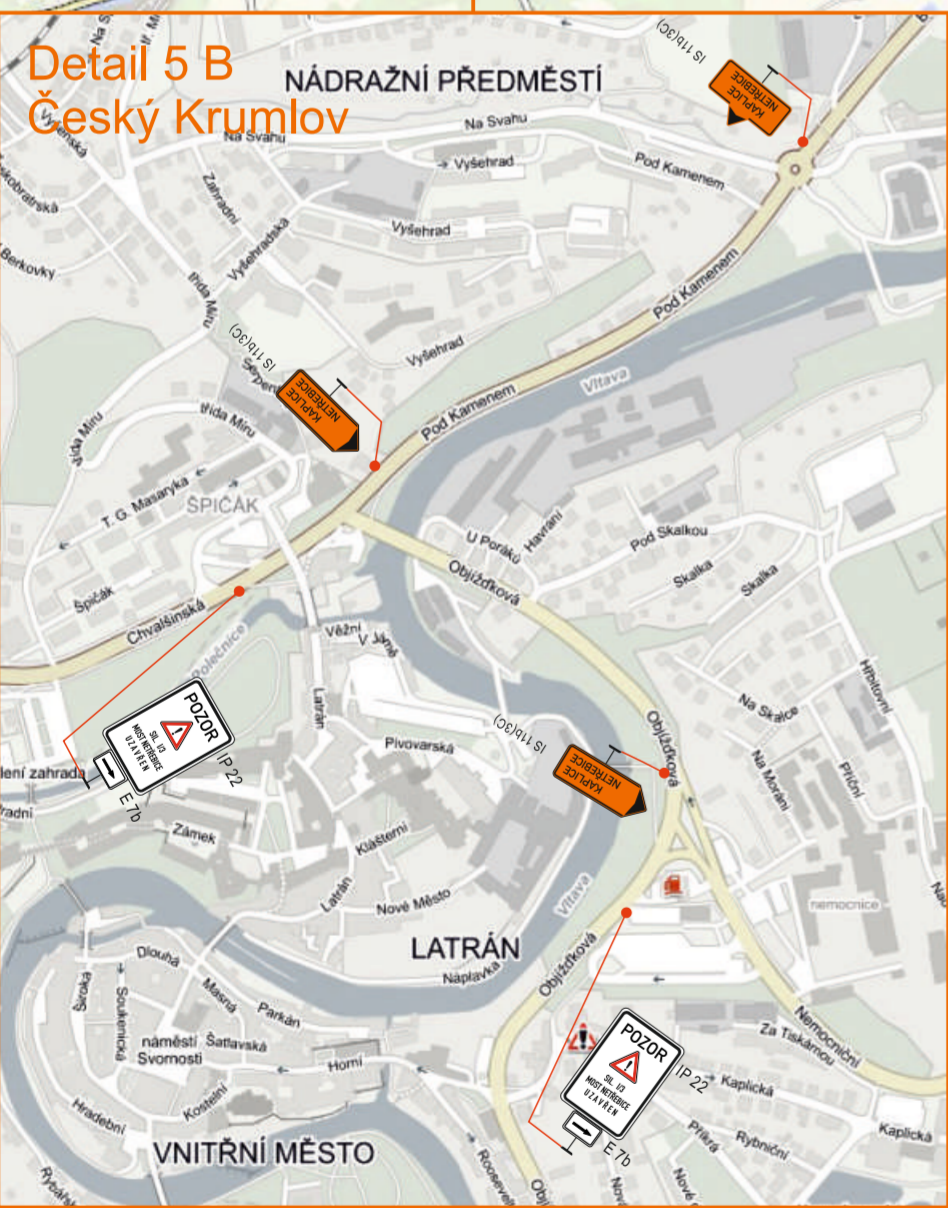 Detail 5 B
Český Krumlov
NÁDRAŽNÍ PŘEDMĚSTÍ
IS 11b(3C)
KAPLICE
NETŘEBICE
Na Svahu
Na Svahu
Vyšehrad
Pod Kamenem
Zahradní
Vyšehradská
Vyšehrad
Berkovky
třída Míru
Pod Kamenem
Vyšehrad
Vltava
IS 11b(3C)
KAPLICE
NETŘEBICE
třída Míru
Pod Kamenem
T. G. Masaryka
ŠPIČÁK
U Poráků
Havraní
Pod Skalkou
Objížďková
Skalka
Skalka
Špičák
Chvalšinská
Polečnice
Věžní
V Jámě
Hřbitovní
Latrán
Na Skalce
Objížďková
POZOR
SIL. I/3
MOST NETŘEBICE
UZAVŘEN
IP 22
E 7b
Pivovarská
IS 11b(3C)
KAPLICE
NETŘEBICE
Na Moráni
Příční
Zámek
Klášterní
Latrán
Nové Město
Vltava
nemocnice
LATRÁN
Náplavka
Objížďková
Dlouhá
Široká
Soukenická
Masná
Parkán
náměstí
Svornosti
Šatlavská
Horní
Nemocniční
Za Tiskárnou
POZOR
SIL. I/3
MOST NETŘEBICE
UZAVŘEN
IP 22
E 7b
Kaplická
Kostelní
Hradební
Příkrá
Rybniční
Kaplická
VNITŘNÍ MĚSTO